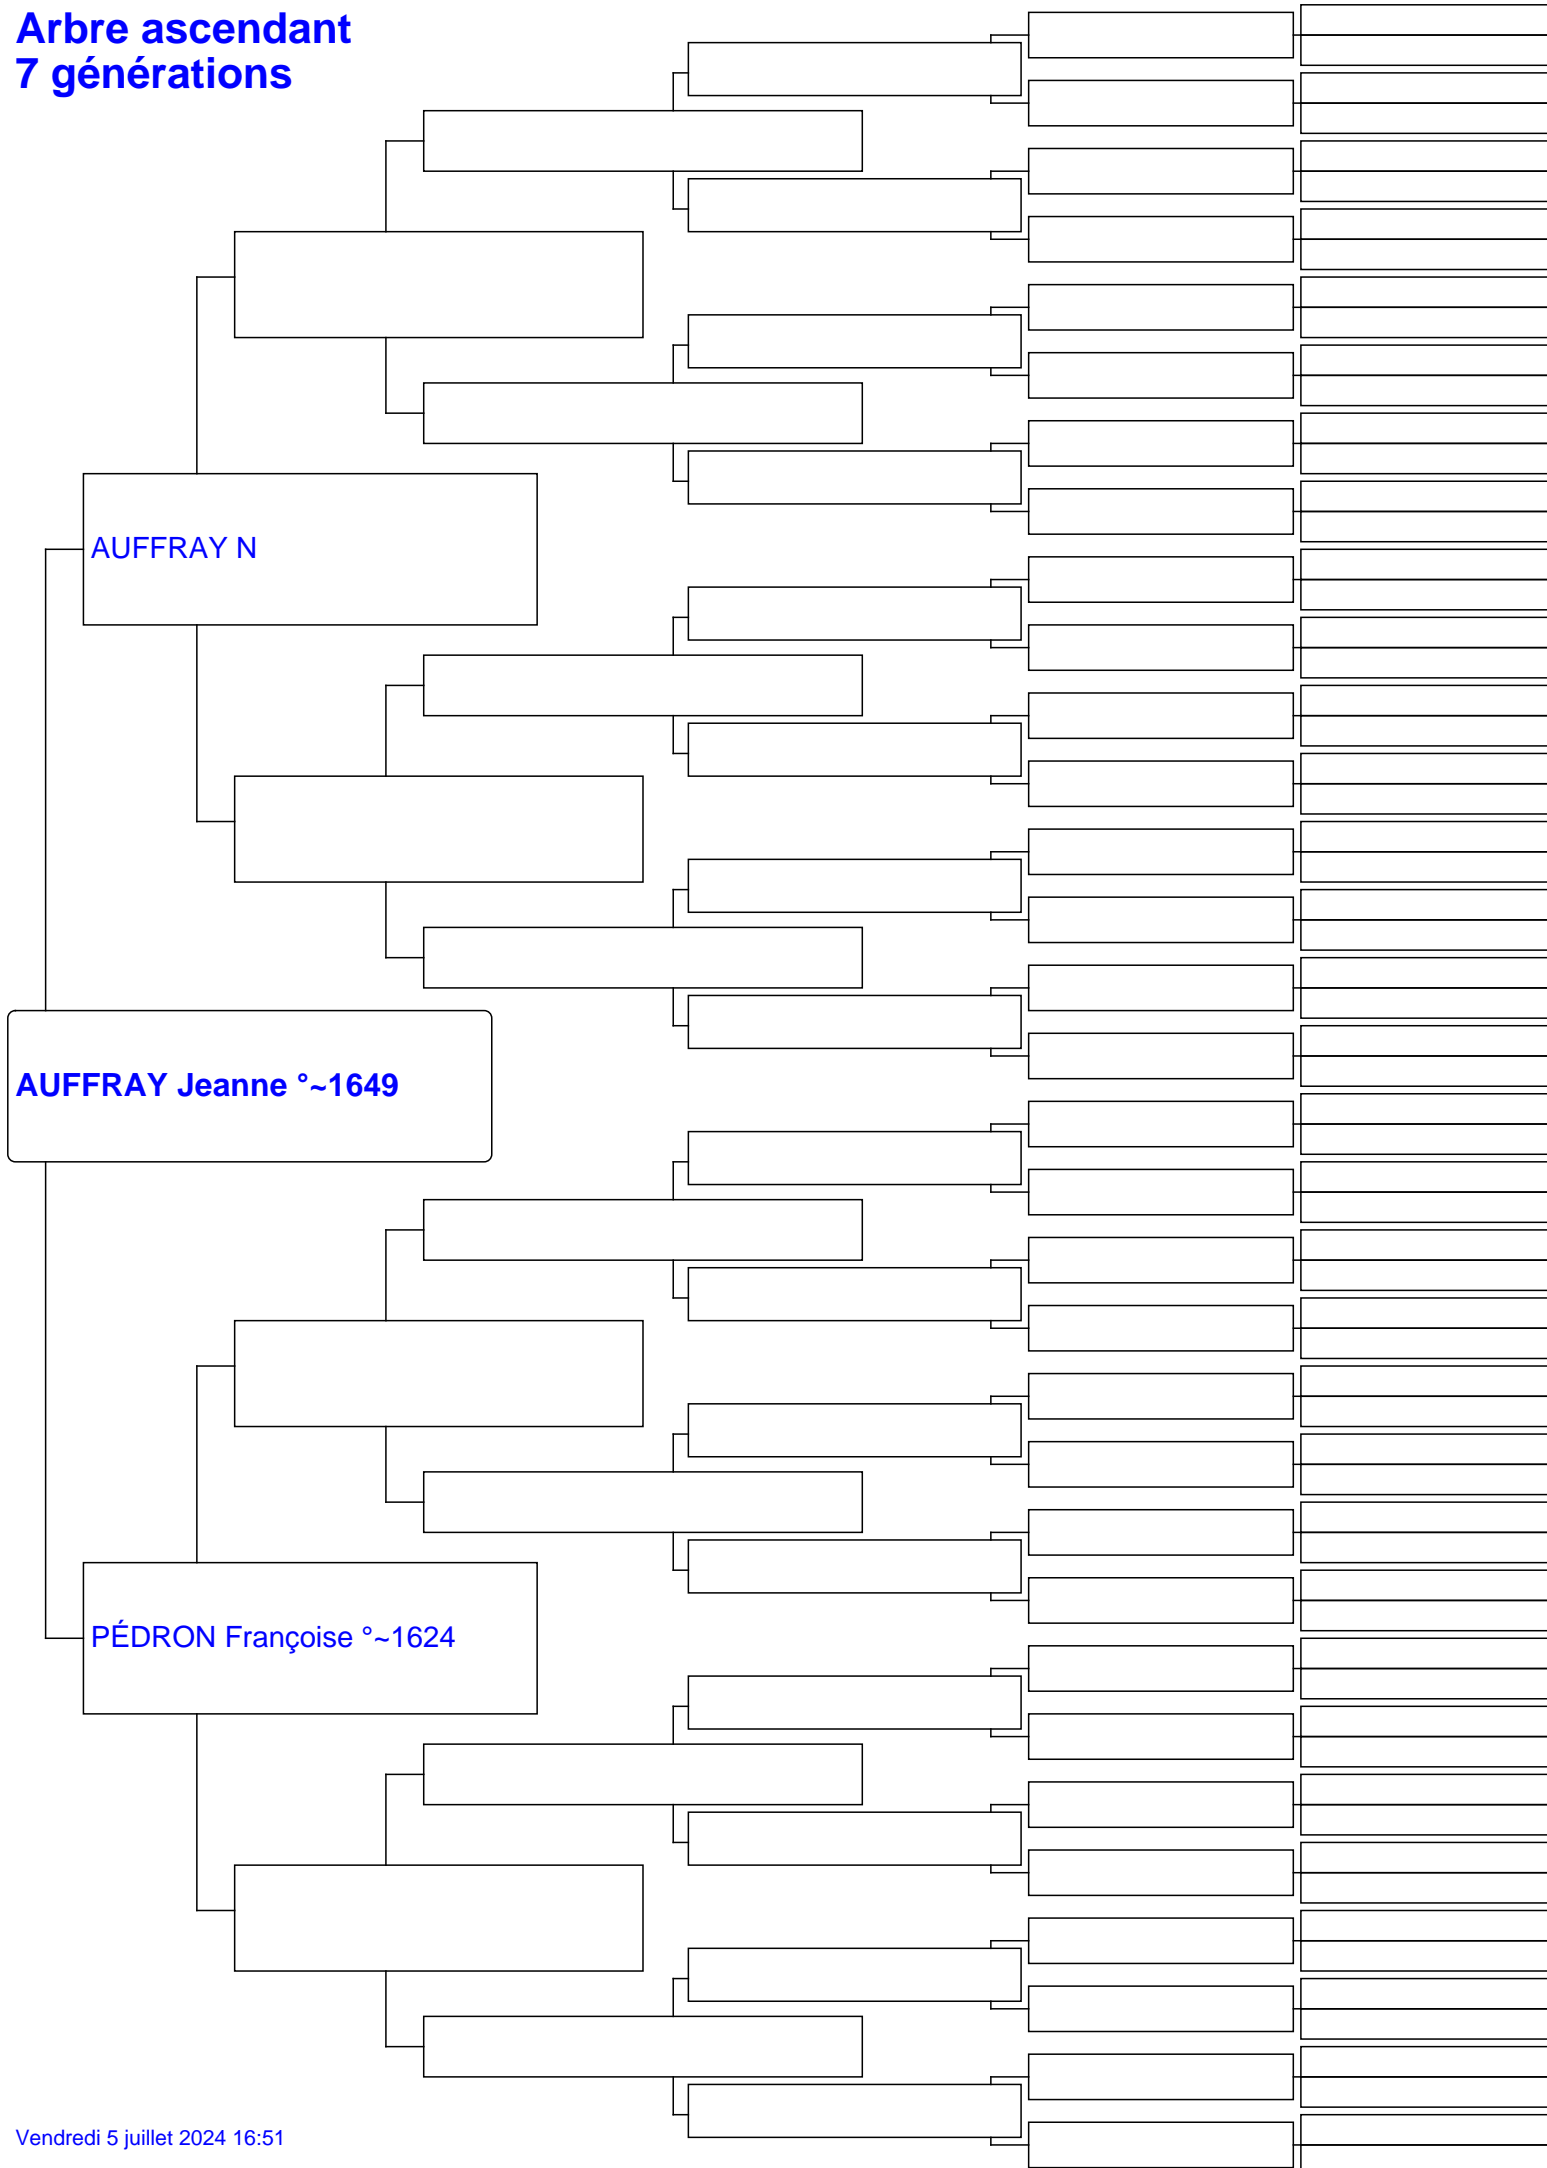 Arbre ascendant
7 générations
AUFFRAY N
AUFFRAY Jeanne °~1649
PÉDRON Françoise °~1624
Vendredi 5 juillet 2024 16:51